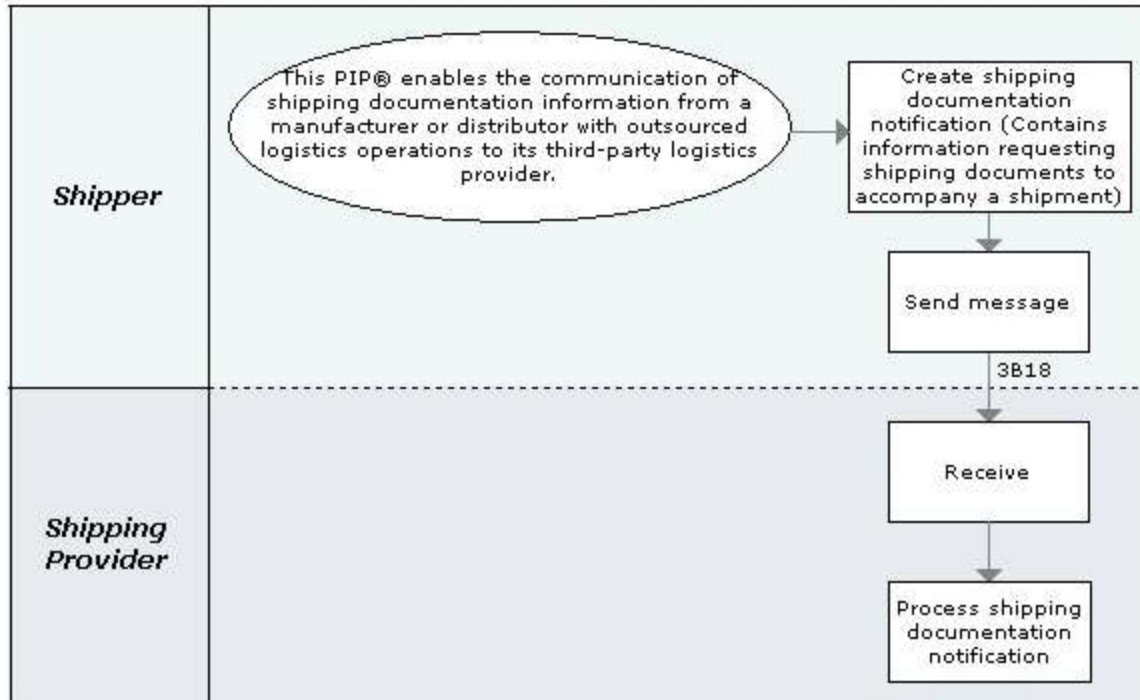 Shipper
This PIP® enables the communication of
shipping documentation information from a
manufacturer or distributor with outsourced
logistics operations to its third-party logistics
provider.
Create shipping
documentation
notification (Contains
information requesting
shipping documents to
accompany a shipment)
Send message
3B18
Shipping
Provider
Receive
Process shipping
documentation
notification